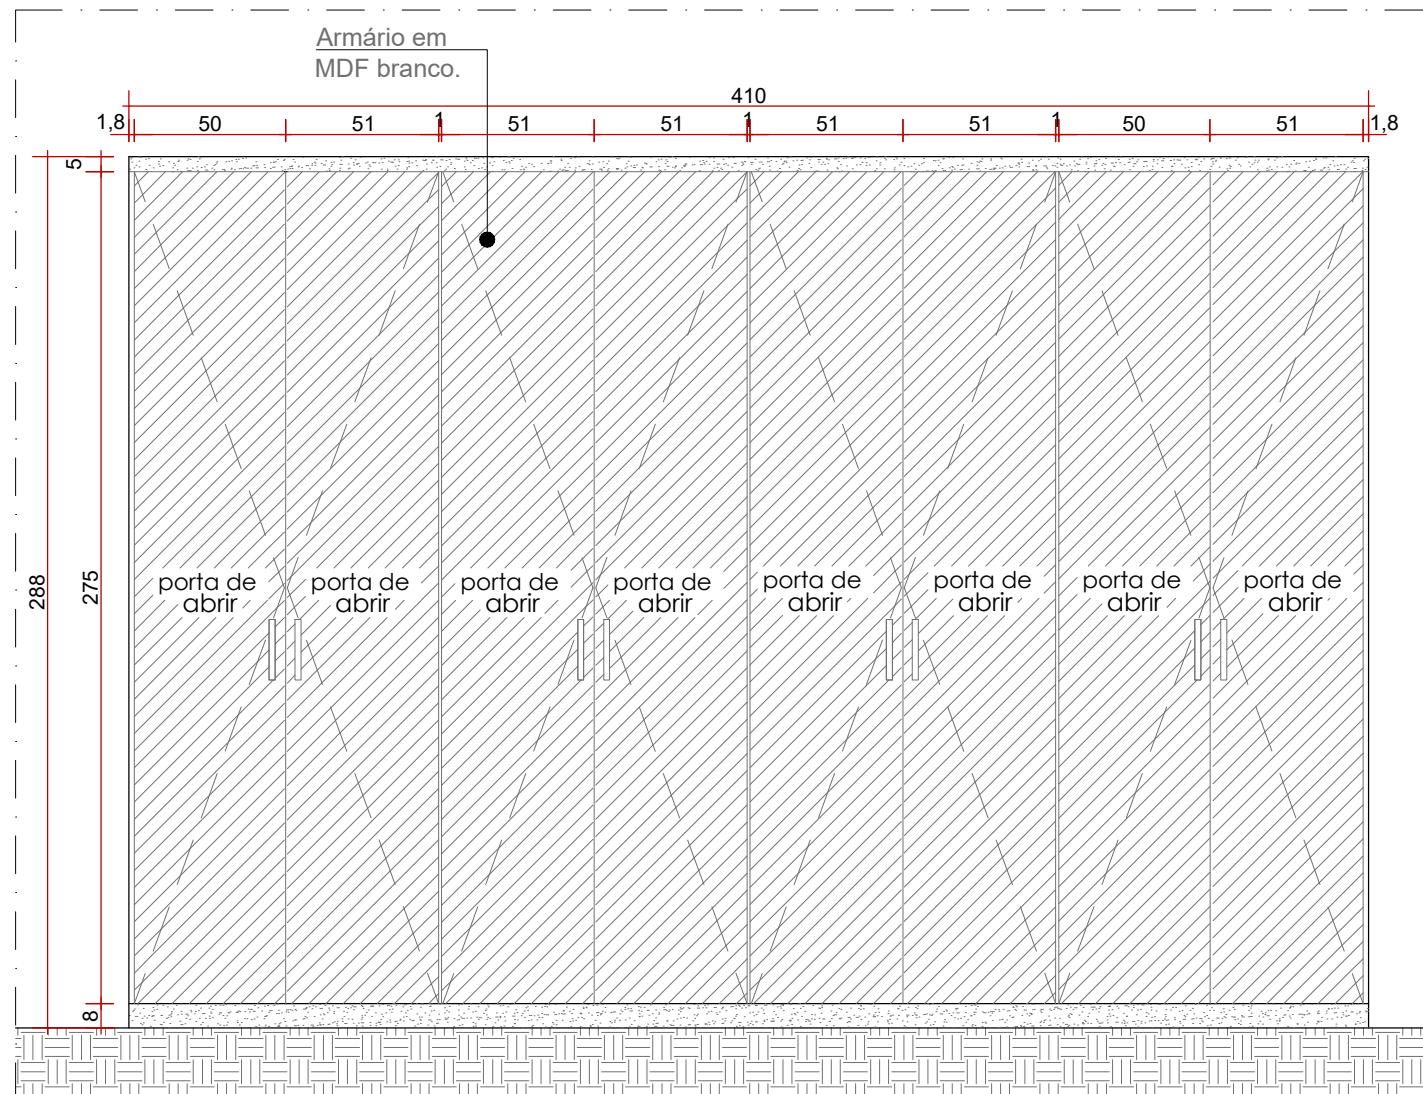 Armário em
MDF branco.
410
1,8 50 51 1 51 51 1 51 51 1 50 51 1,8
5
288
275
8
porta de
abrir
porta de
abrir
porta de
abrir
porta de
abrir
porta de
abrir
porta de
abrir
porta de
abrir
porta de
abrir